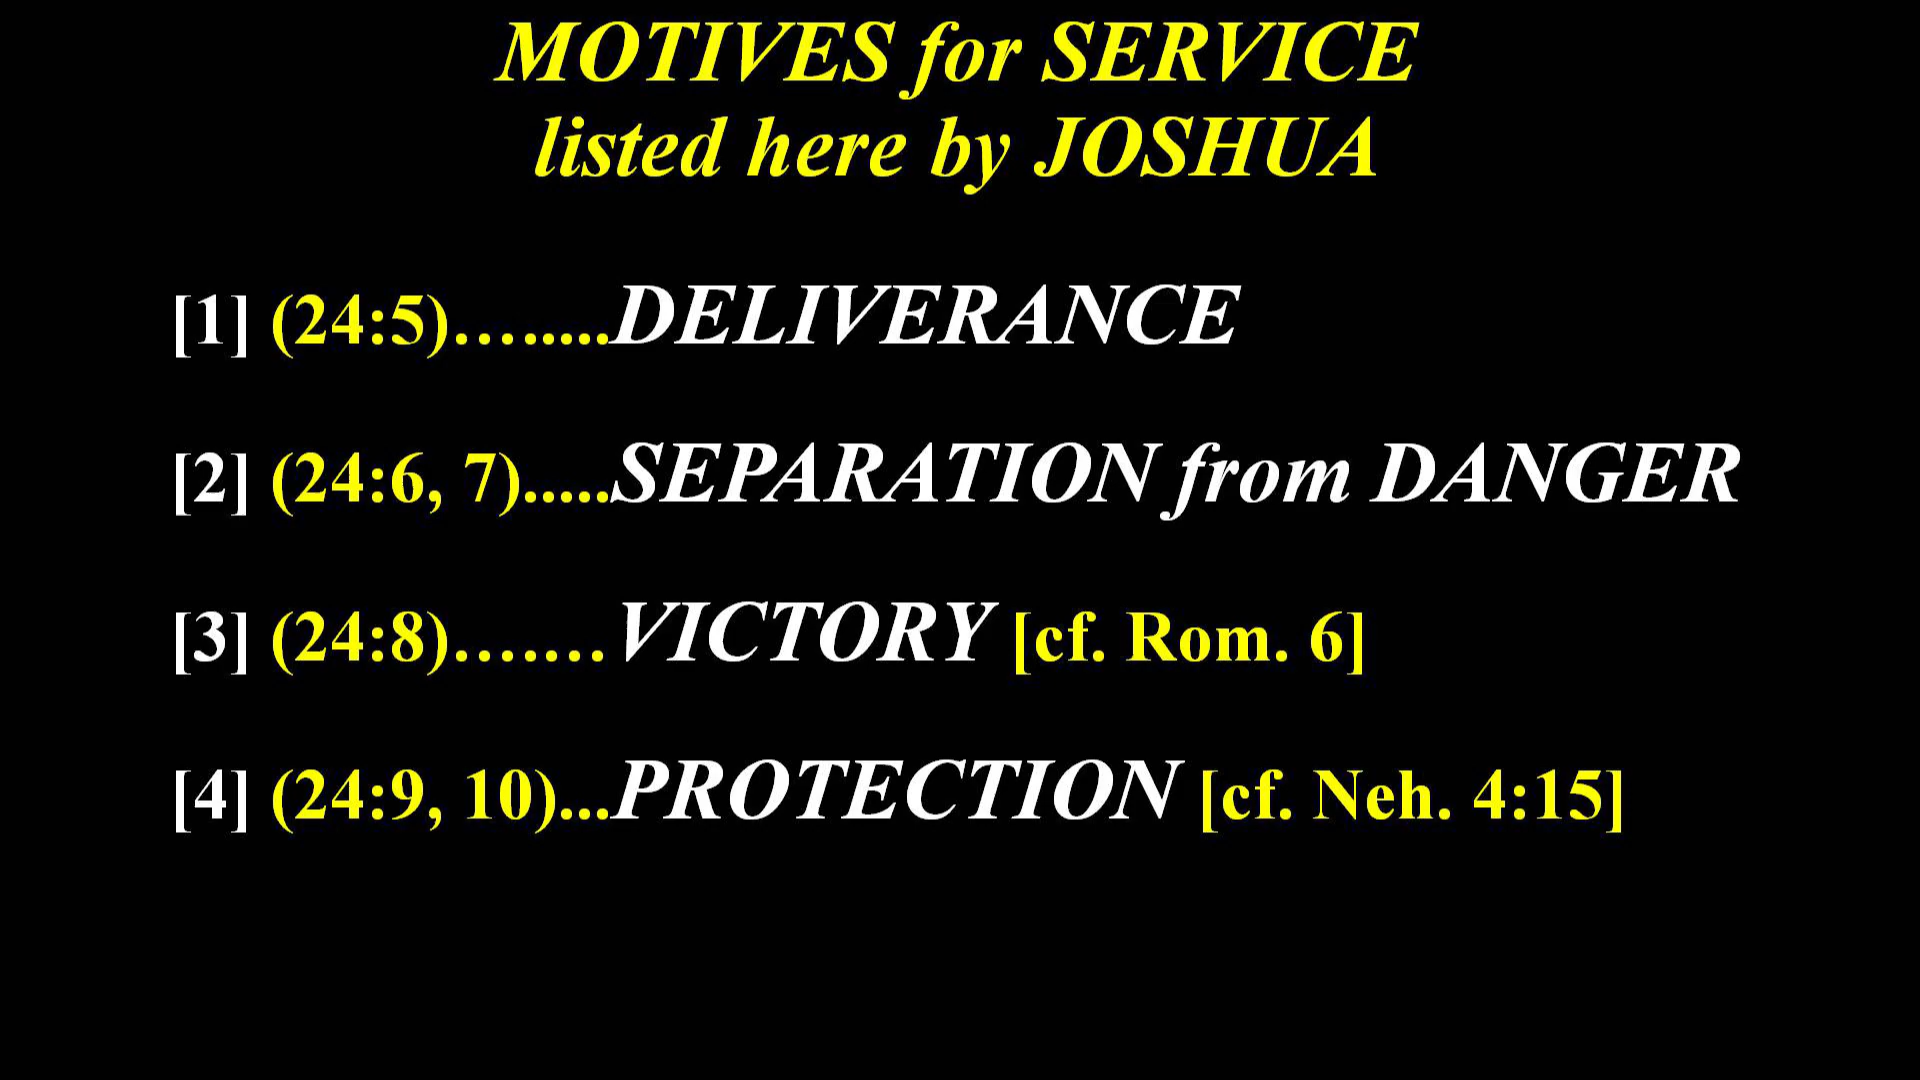 MOTIVES for SERVICE
listed here by JOSHUA
[1] (24:5)….....DELIVERANCE
[2] (24:6, 7).....SEPARATION from DANGER
[3] (24:8).……VICTORY [cf. Rom. 6]
[4] (24:9, 10)...PROTECTION [cf. Neh. 4:15]